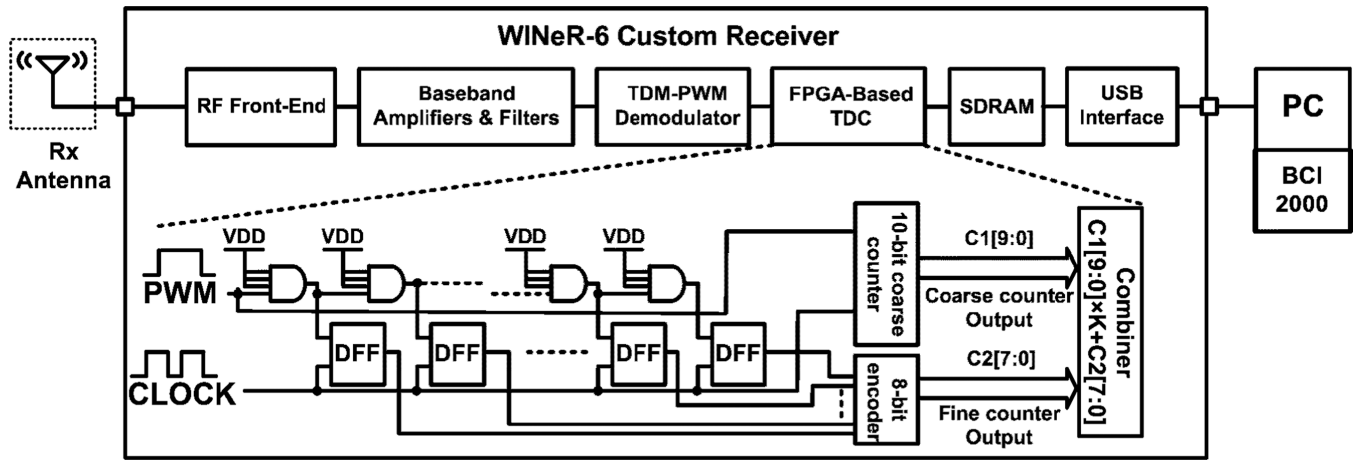 WINeR-6 Custom Receiver
Rx
Antenna
RF Front-End
Baseband
Amplifiers & Filters
TDM-PWM
Demodulator
FPGA-Based
TDC
SDRAM
USB
Interface
PC
BCI
2000
VDD
VDD
VDD
VDD
PWM
CLOCK
DFF
DFF
DFF
DFF
10-bit coarse
counter
8-bit
encoder
C1[9:0]
Coarse counter
Output
C2[7:0]
Fine counter
Output
Combiner
C1[9:0]×K+C2[7:0]